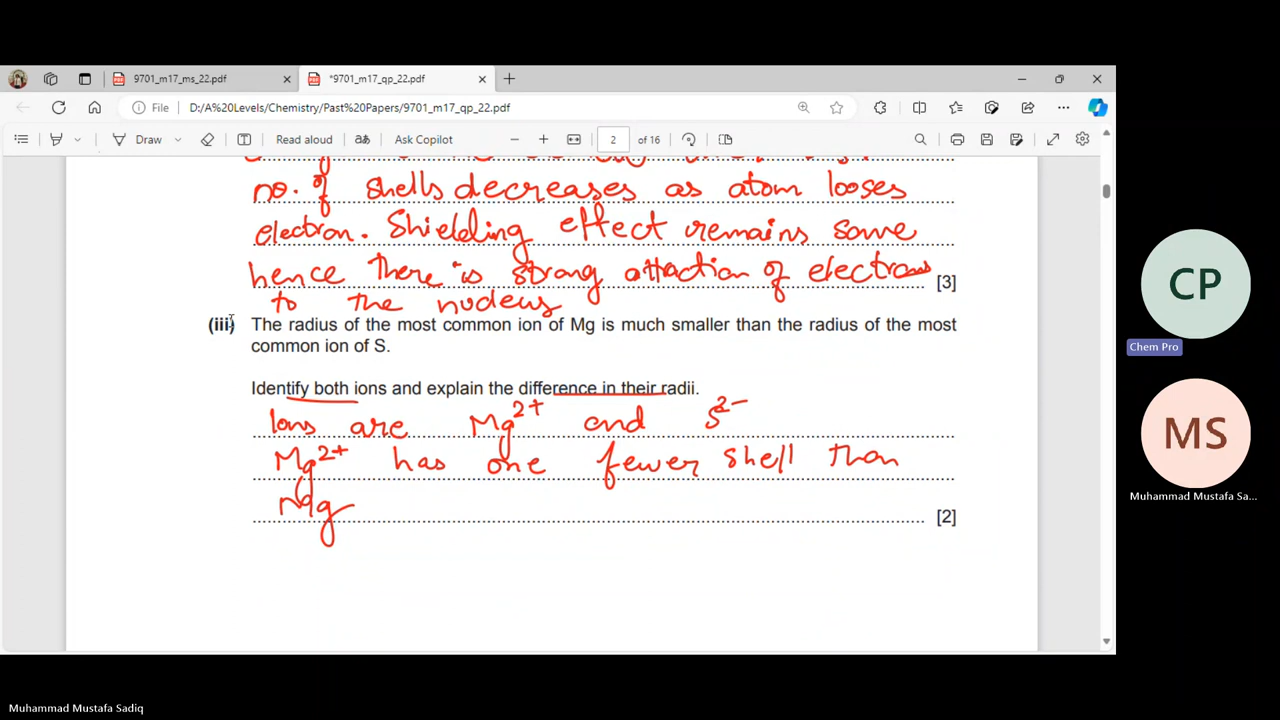 9701_m17_ms_22.pdf
*9701_m17_qp_22.pdf
File
D:/A%20Levels/Chemistry/Past%20Papers/9701_m17_qp_22.pdf
Draw
Read aloud
Ask Copilot
2
of 16
no. of shells decreases as atom looses
electron. Shielding effect remains same
hence there is strong attaction of electrons
to the nucleus
[3]
(iii) The radius of the most common ion of Mg is much smaller than the radius of the most
common ion of S.
Identify both ions and explain the difference in their radii.
Ions are Mg2+ and S2-
Mg2+ has one fewer shell than
Mg
[2]
CP
Chem Pro
MS
Muhammad Mustafa Sa...
Muhammad Mustafa Sadiq